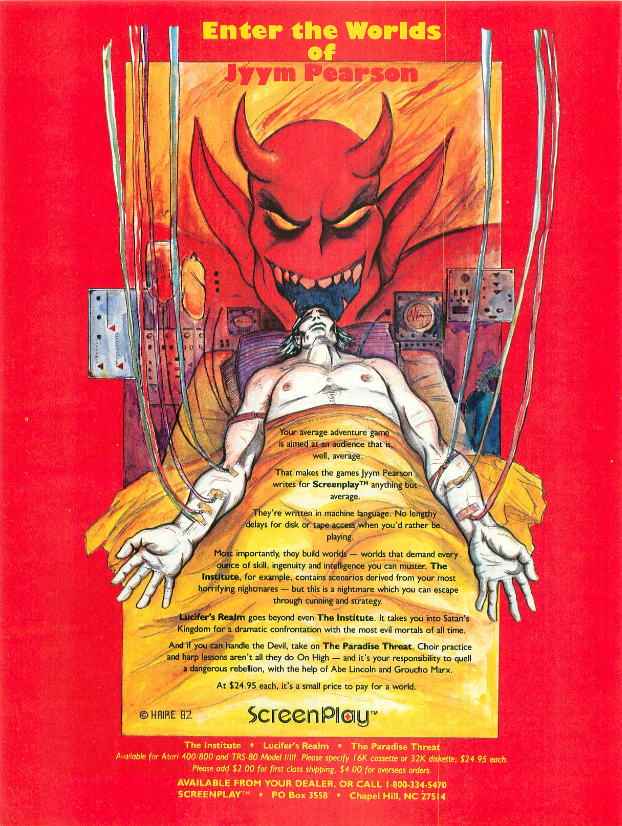 Enter the Worlds
of
Jyym Pearson
Your average adventure game
is aimed at an audience that is,
well, average.
That makes the games Jyym Pearson
writes for Screenplay™ anything but
average.
They're written in machine language. No lengthy
delays for disk or tape access when you'd rather be
playing.
Most importantly, they build worlds — worlds that demand every
ounce of skill, ingenuity and intelligence you can muster. The
Institute, for example, contains scenarios derived from your most
horrifying nightmares — but this is a nightmare which you can escape
through cunning and strategy.
Lucifer's Realm goes beyond even The Institute. It takes you into Satan's
Kingdom for a dramatic confrontation with the most evil mortals of all time.
And if you can handle the Devil, take on The Paradise Threat. Choir practice
and harp lessons aren't all they do On High — and it's your responsibility to quell
a dangerous rebellion, with the help of Abe Lincoln and Groucho Marx.
At $24.95 each, it's a small price to pay for a world.
© HAIRE 82
ScreenPlay™
The Institute • Lucifer's Realm • The Paradise Threat
Available for Atari 400/800 and TRS-80 Model I/III. Please specify 16K cassette or 32K diskette, $24.95 each.
Please add $2.00 for first class shipping, $4.00 for overseas orders.
AVAILABLE FROM YOUR DEALER, OR CALL 1-800-334-5470
SCREENPLAY™ • PO Box 3558 • Chapel Hill, NC 27514